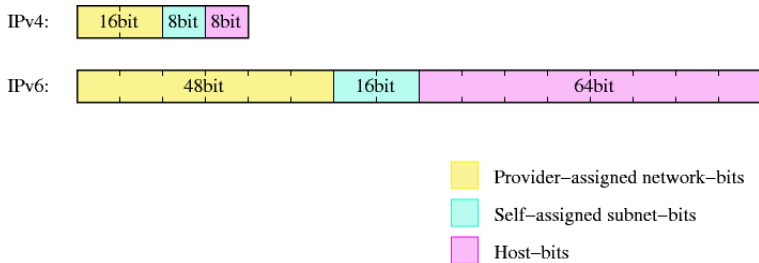 IPv4: 16bit 8bit 8bit
IPv6: 48bit 16bit 64bit
Provider-assigned network-bits
Self-assigned subnet-bits
Host-bits